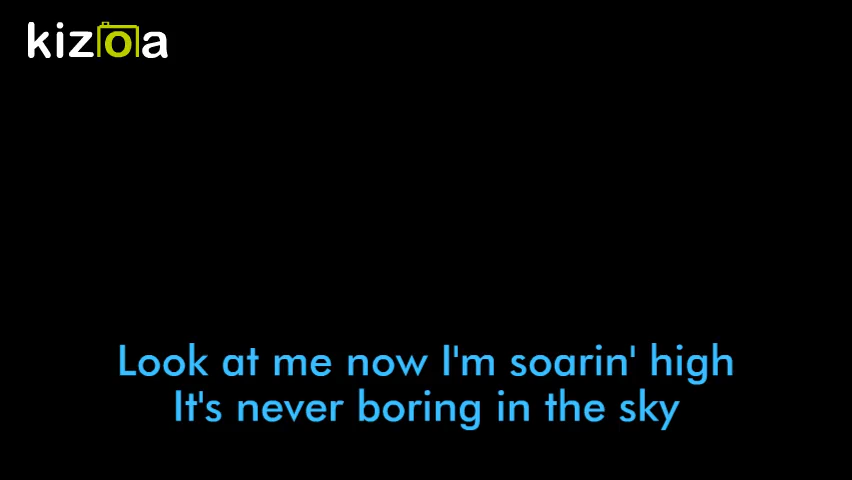 kizoa
Look at me now I'm soarin' high
It's never boring in the sky